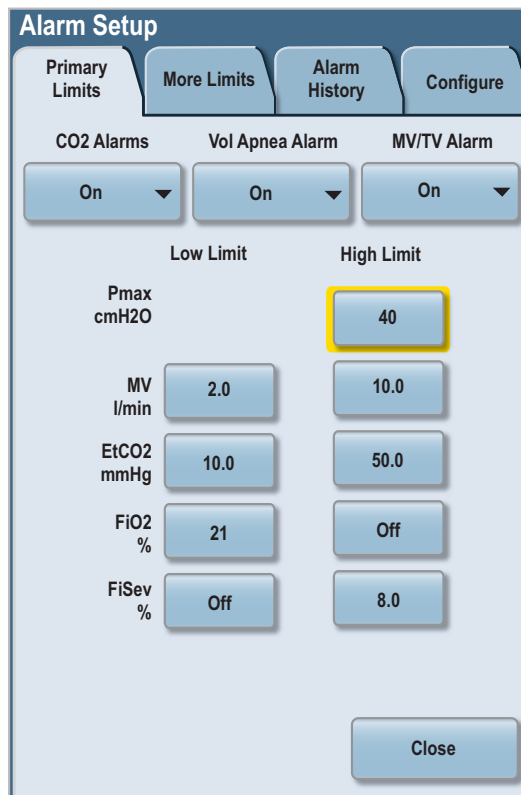 Alarm Setup
Primary
Limits
More Limits
Alarm
History
Configure
CO2 Alarms
Vol Apnea Alarm
MV/TV Alarm
On
On
On
Low Limit
High Limit
Pmax
cmH2O
40
MV
l/min
2.0
10.0
EtCO2
mmHg
10.0
50.0
FiO2
%
21
Off
FiSev
%
Off
8.0
Close